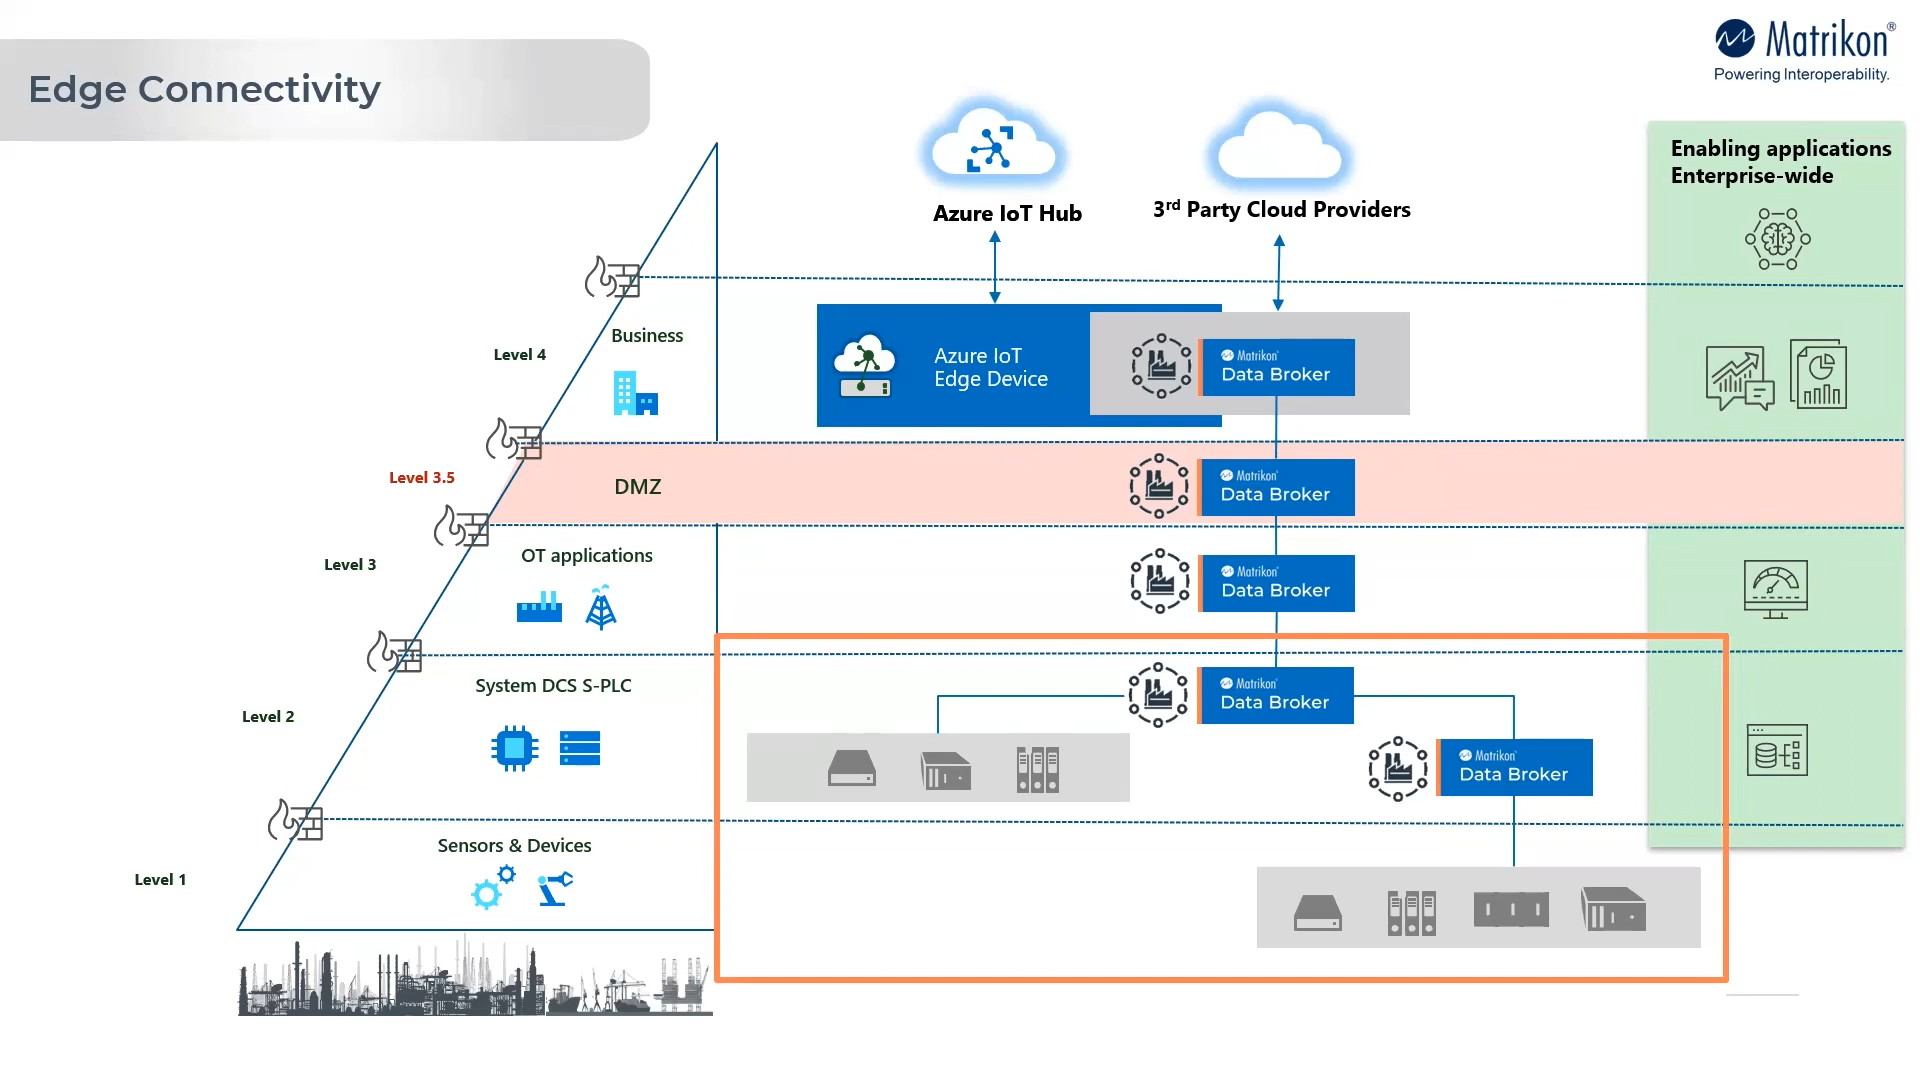 Edge Connectivity
Matrikon®
Powering Interoperability.
Enabling applications
Enterprise-wide
Azure IoT Hub
3rd Party Cloud Providers
Level 4
Business
Azure IoT
Edge Device
Matrikon®
Data Broker
Level 3.5
DMZ
Matrikon®
Data Broker
Level 3
OT applications
Matrikon®
Data Broker
Level 2
System DCS S-PLC
Matrikon®
Data Broker
Matrikon®
Data Broker
Level 1
Sensors & Devices